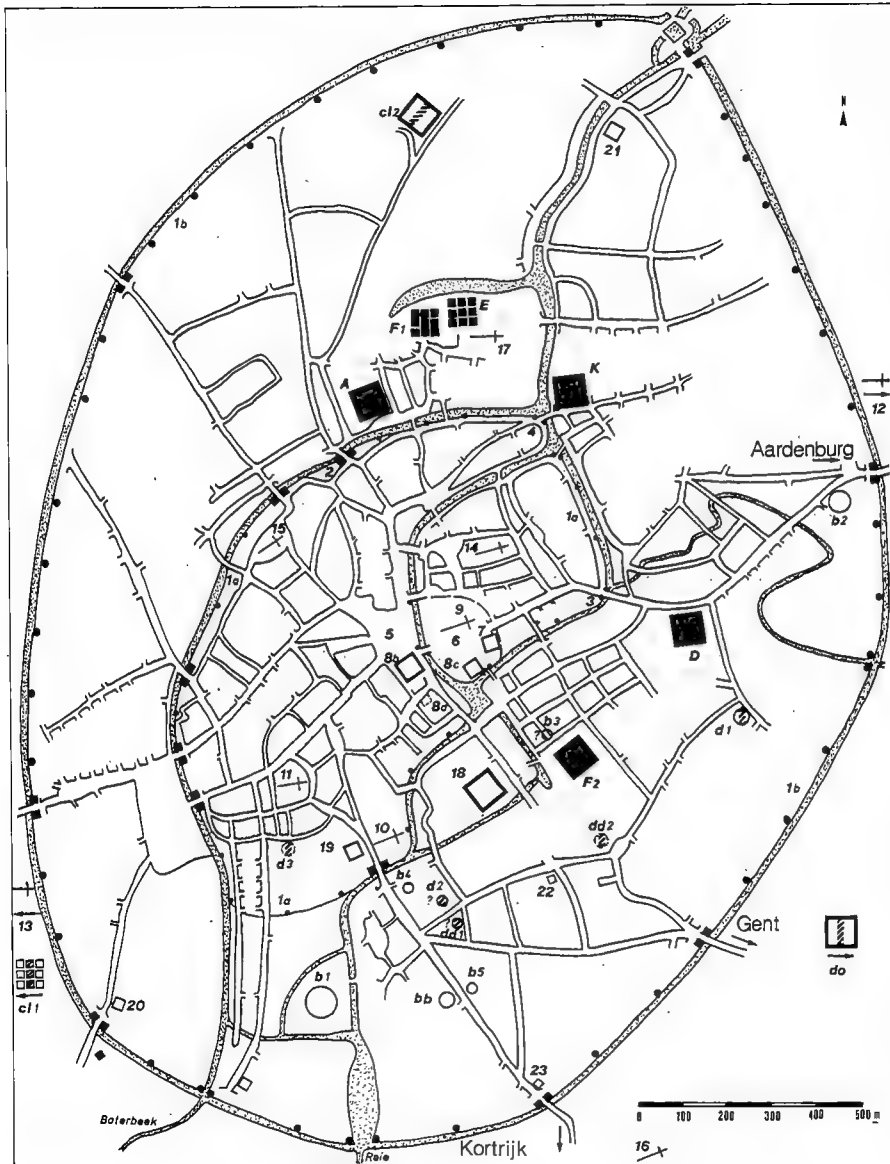 N
cl2
21
1b
E
F1
17
A
K
12
4
Aardenburg
2
b2
15
14
1a
1a
9
3
5
6
7
8b
8c
D
8a
b3
?
d1
18
F2
11
1b
10
dd2
19
d3
b4
d2
?
22
1a
?
dd1
Gent
13
do
b1
b5
bb
cl1
20
23
0 100 200 300 400 500 m
Boterbeek
Reie
Kortrijk
16